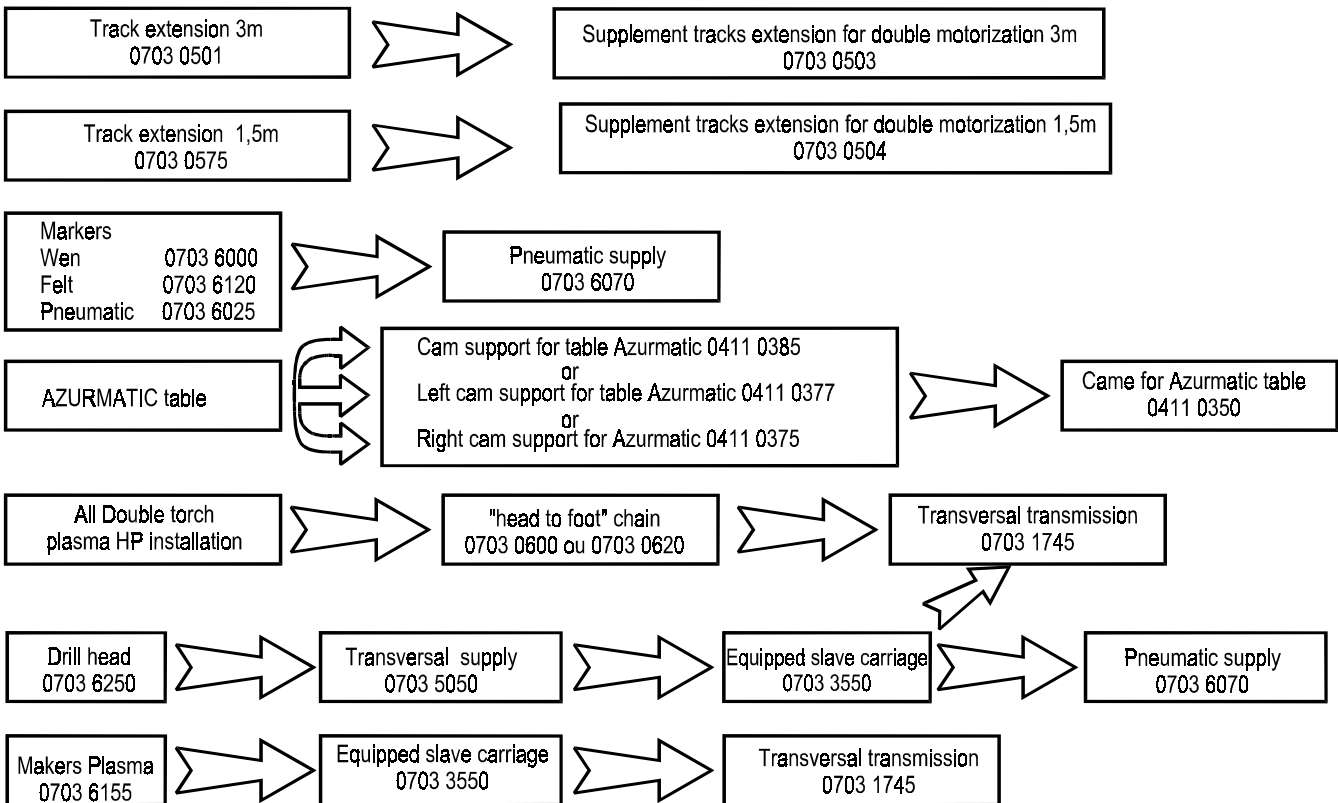 Track extension 3m
0703 0501
Supplement tracks extension for double motorization 3m
0703 0503
Track extension 1,5m
0703 0575
Supplement tracks extension for double motorization 1,5m
0703 0504
Markers
Wen 0703 6000
Felt 0703 6120
Pneumatic 0703 6025
Pneumatic supply
0703 6070
AZURMATIC table
Cam support for table Azurmatic 0411 0385
or
Left cam support for table Azurmatic 0411 0377
or
Right cam support for Azurmatic 0411 0375
Came for Azurmatic table
0411 0350
All Double torch
plasma HP installation
"head to foot" chain
0703 0600 ou 0703 0620
Transversal transmission
0703 1745
Drill head
0703 6250
Transversal supply
0703 5050
Equipped slave carriage
0703 3550
Pneumatic supply
0703 6070
Makers Plasma
0703 6155
Equipped slave carriage
0703 3550
Transversal transmission
0703 1745